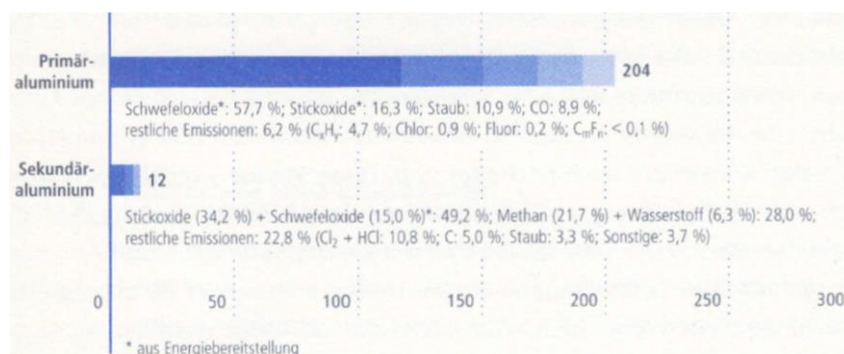 Primär-
aluminium
204
Schwefeloxide*: 57,7 %; Stickoxide*: 16,3 %; Staub: 10,9 %; CO: 8,9 %;
restliche Emissionen: 6,2 % (CxHy: 4,7 %; Chlor: 0,9 %; Fluor: 0,2 %; CmFn: < 0,1 %)
Sekundär-
aluminium
12
Stickoxide (34,2 %) + Schwefeloxide (15,0 %)*: 49,2 %; Methan (21,7 %) + Wasserstoff (6,3 %): 28,0 %;
restliche Emissionen: 22,8 % (Cl₂ + HCl: 10,8 %; C: 5,0 %; Staub: 3,3 %; Sonstige: 3,7 %)
0 50 100 150 200 250 300
* aus Energiebereitstellung